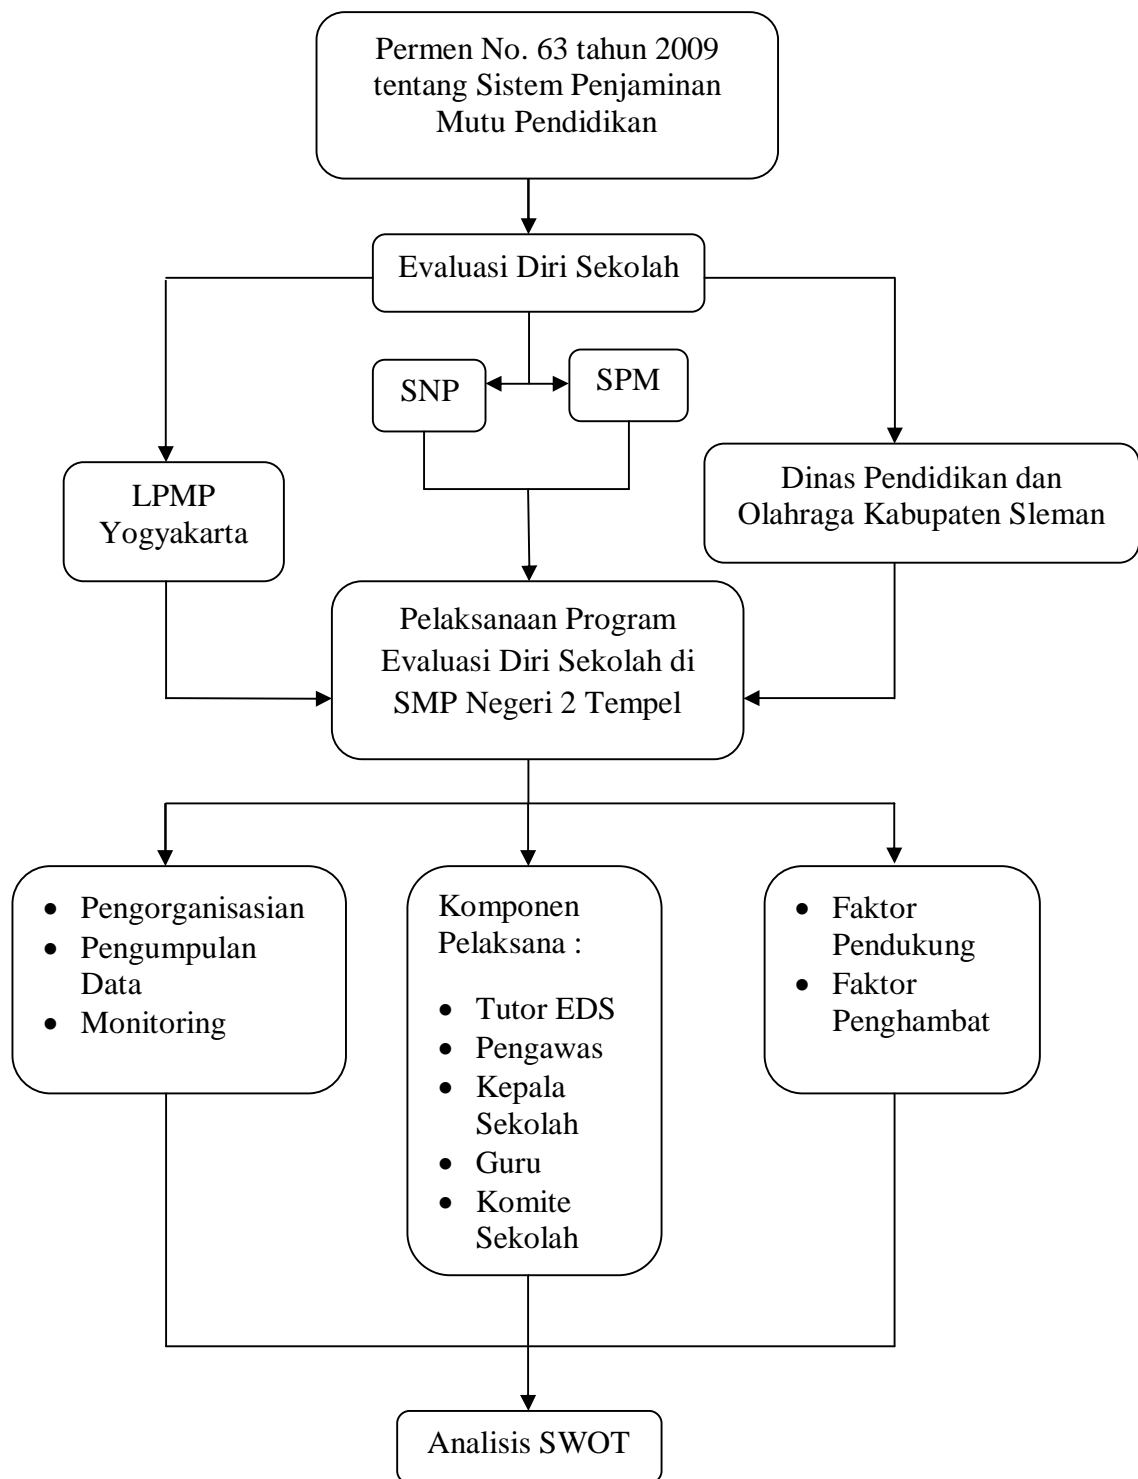 Permen No. 63 tahun 2009
tentang Sistem Penjaminan
Mutu Pendidikan
Evaluasi Diri Sekolah
SNP
SPM
LPMP
Yogyakarta
Dinas Pendidikan dan
Olahraga Kabupaten Sleman
Pelaksanaan Program
Evaluasi Diri Sekolah di
SMP Negeri 2 Tempel
• Pengorganisasian
• Pengumpulan
Data
• Monitoring
Komponen
Pelaksana :
• Tutor EDS
• Pengawas
• Kepala
Sekolah
• Guru
• Komite
Sekolah
• Faktor
Pendukung
• Faktor
Penghambat
Analisis SWOT